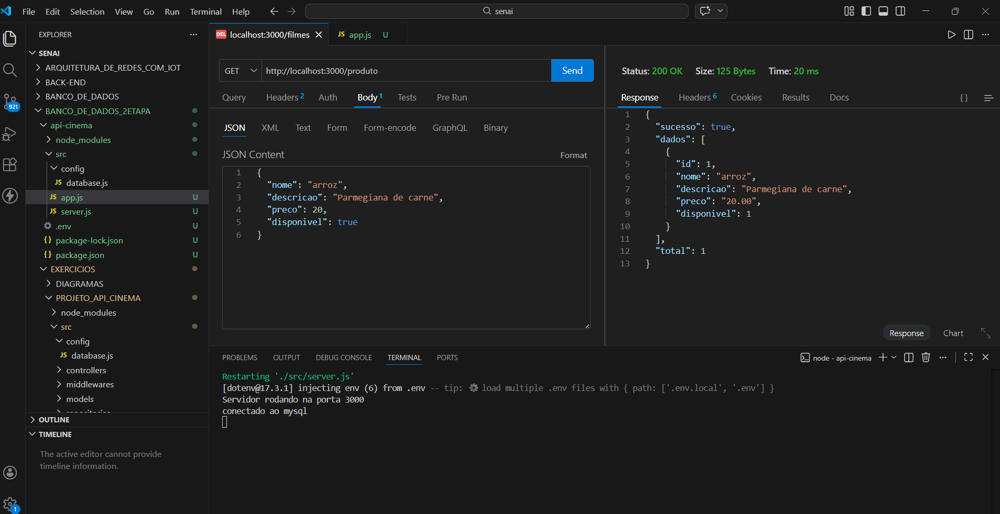 File Edit Selection View Go Run Terminal Help
senai
EXPLORER
SENAI
ARQUITETURA_DE_REDES_COM_IOT
BACK-END
BANCO_DE_DADOS
BANCO_DE_DADOS_2ETAPA
api-cinema
node_modules
src
config
JS database.js
JS app.js U
JS server.js U
.env U
{} package-lock.json U
{} package.json U
EXERCICIOS
DIAGRAMAS
PROJETO_API_CINEMA
node_modules
src
config
JS database.js
controllers
middlewares
models
OUTLINE
TIMELINE
The active editor cannot provide
timeline information.
921
1
DEL localhost:3000/filmes
JS app.js U
GET http://localhost:3000/produto Send
Query Headers 2 Auth Body 1 Tests Pre Run
JSON XML Text Form Form-encode GraphQL Binary
JSON Content Format
1 {
2 "nome": "arroz",
3 "descricao": "Parmegiana de carne",
4 "preco": 20,
5 "disponivel": true
6 }
Status: 200 OK Size: 125 Bytes Time: 20 ms
Response Headers 6 Cookies Results Docs {}
1 {
2 "sucesso": true,
3 "dados": [
4 {
5 "id": 1,
6 "nome": "arroz",
7 "descricao": "Parmegiana de carne",
8 "preco": "20.00",
9 "disponivel": 1
10 }
11 ],
12 "total": 1
13 }
Response Chart
PROBLEMS OUTPUT DEBUG CONSOLE TERMINAL PORTS
node - api-cinema
Restarting './src/server.js'
[dotenv@17.3.1] injecting env (6) from .env -- tip: ⚙️ load multiple .env files with { path: ['.env.local', '.env'] }
Servidor rodando na porta 3000
conectado ao mysql